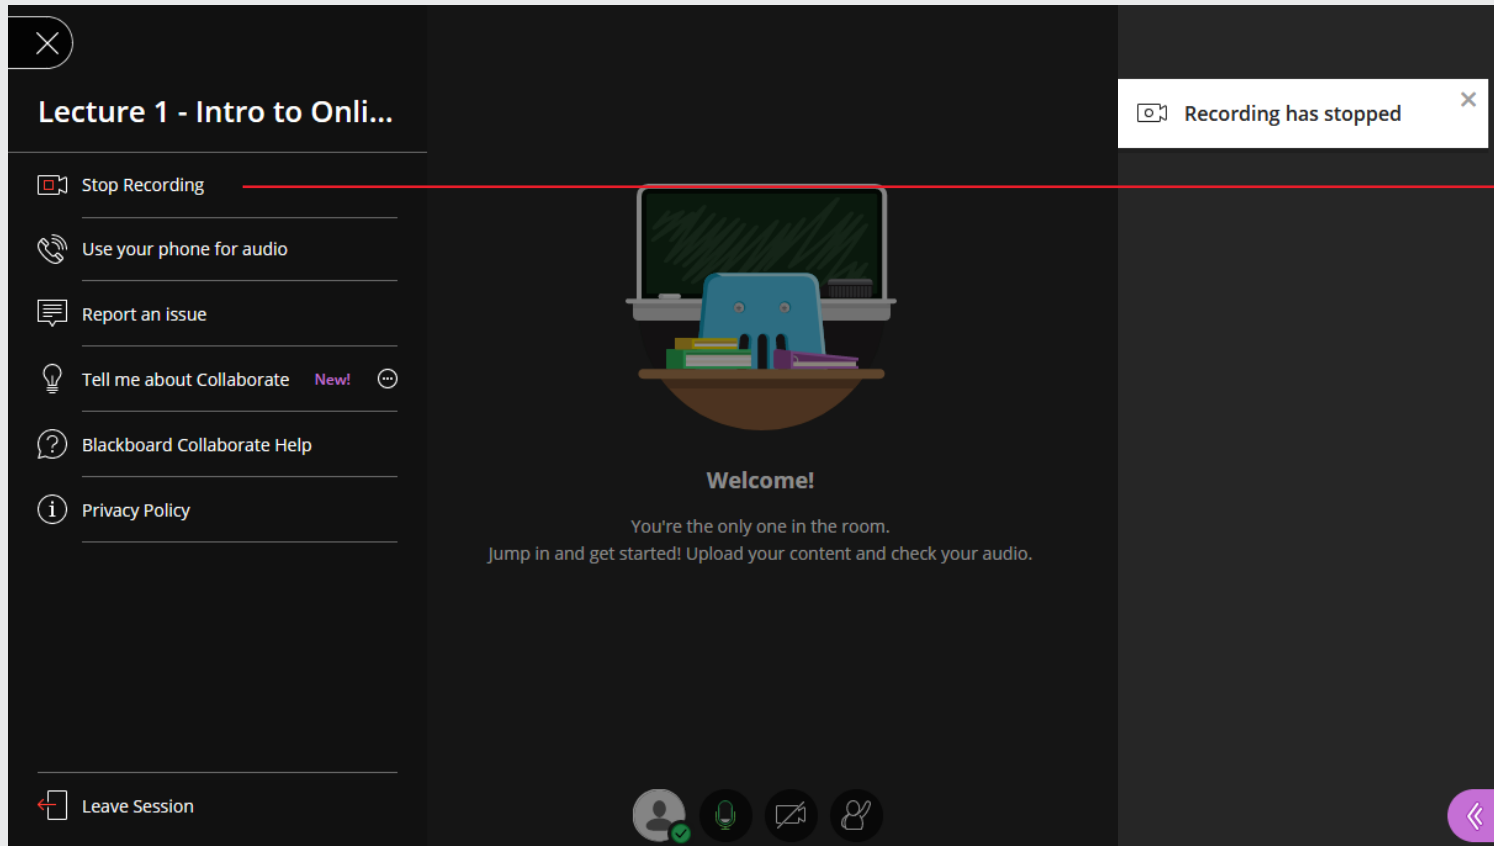 Lecture 1 - Intro to Onli...
Recording has stopped
Stop Recording
Use your phone for audio
Report an issue
Tell me about Collaborate New!
Blackboard Collaborate Help
Privacy Policy
Welcome!
You're the only one in the room.
Jump in and get started! Upload your content and check your audio.
Leave Session